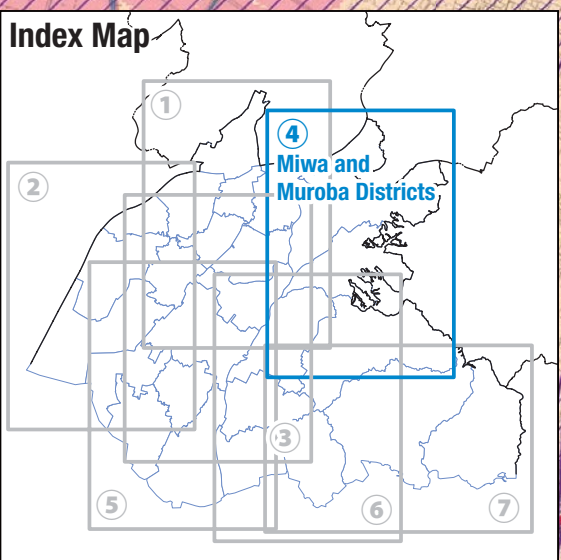 Index Map
①
④
Miwa and
Muroba Districts
②
③
⑤
⑥
⑦